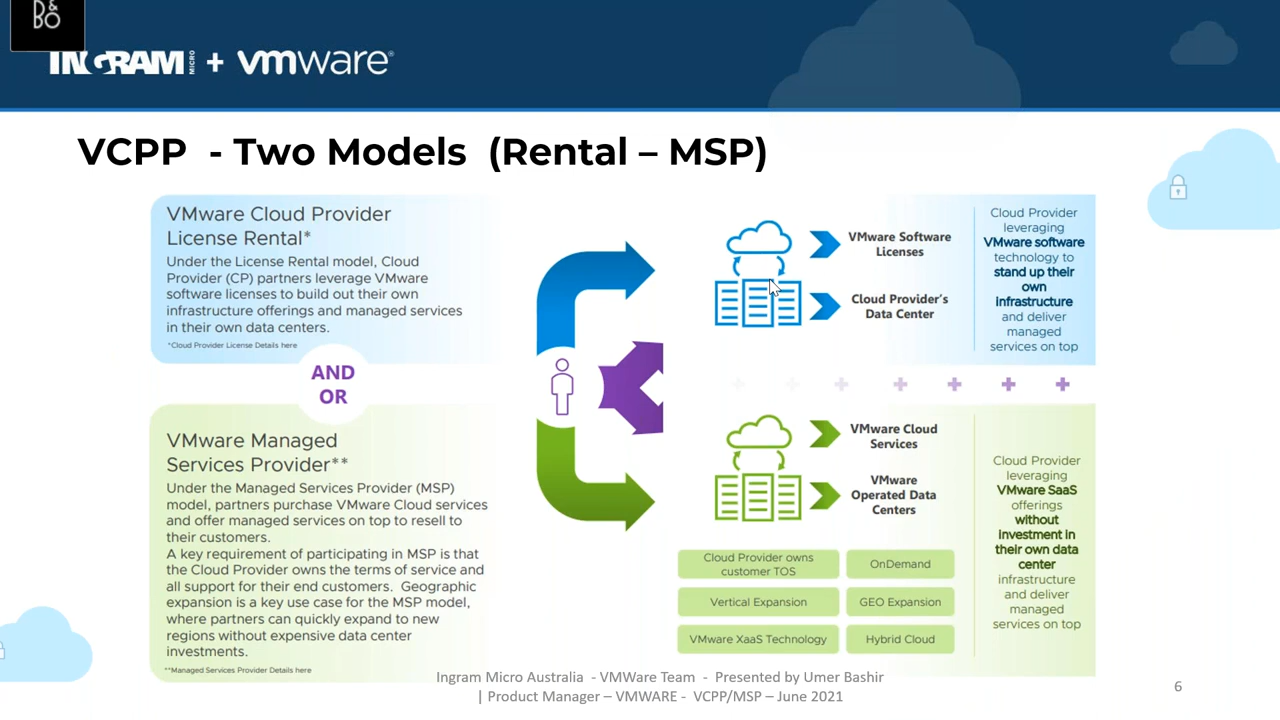 B&
BO
INGRAM MICRO + vmware®
VCPP - Two Models (Rental – MSP)
VMware Cloud Provider
License Rental*
Under the License Rental model, Cloud
Provider (CP) partners leverage VMware
software licenses to build out their own
infrastructure offerings and managed services
in their own data centers.
*Cloud Provider License Details here
AND
OR
VMware Managed
Services Provider**
Under the Managed Services Provider (MSP)
model, partners purchase VMware Cloud services
and offer managed services on top to resell to
their customers.
A key requirement of participating in MSP is that
the Cloud Provider owns the terms of service and
all support for their end customers. Geographic
expansion is a key use case for the MSP model,
where partners can quickly expand to new
regions without expensive data center
investments.
**Managed Services Provider Details here
VMware Software
Licenses
Cloud Provider's
Data Center
Cloud Provider
leveraging
VMware software
technology to
stand up their
own
infrastructure
and deliver
managed
services on top
VMware Cloud
Services
VMware
Operated Data
Centers
Cloud Provider owns
customer TOS
OnDemand
Vertical Expansion
GEO Expansion
VMware XaaS Technology
Hybrid Cloud
Cloud Provider
leveraging
VMware SaaS
offerings
without
investment in
their own data
center
infrastructure
and deliver
managed
services on top
Ingram Micro Australia - VMWare Team - Presented by Umer Bashir
| Product Manager – VMWARE - VCPP/MSP – June 2021
6